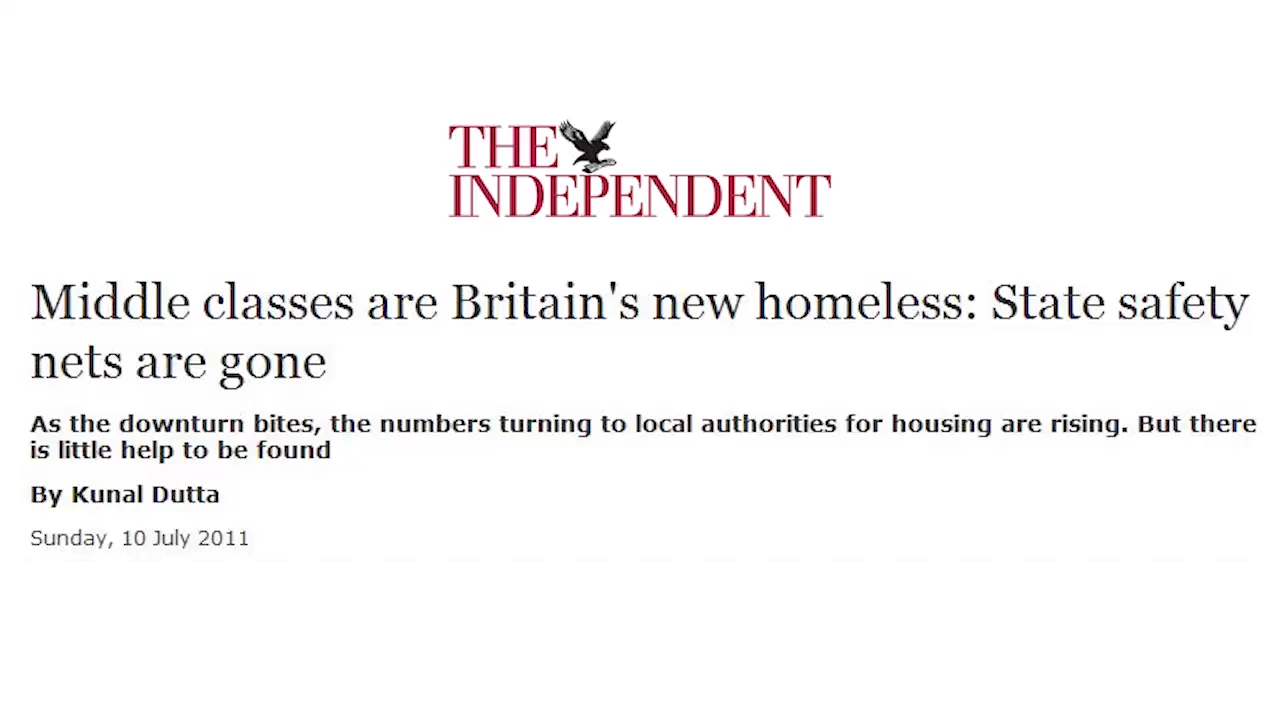 THE
INDEPENDENT
Middle classes are Britain's new homeless: State safety
nets are gone
As the downturn bites, the numbers turning to local authorities for housing are rising. But there
is little help to be found
By Kunal Dutta
Sunday, 10 July 2011